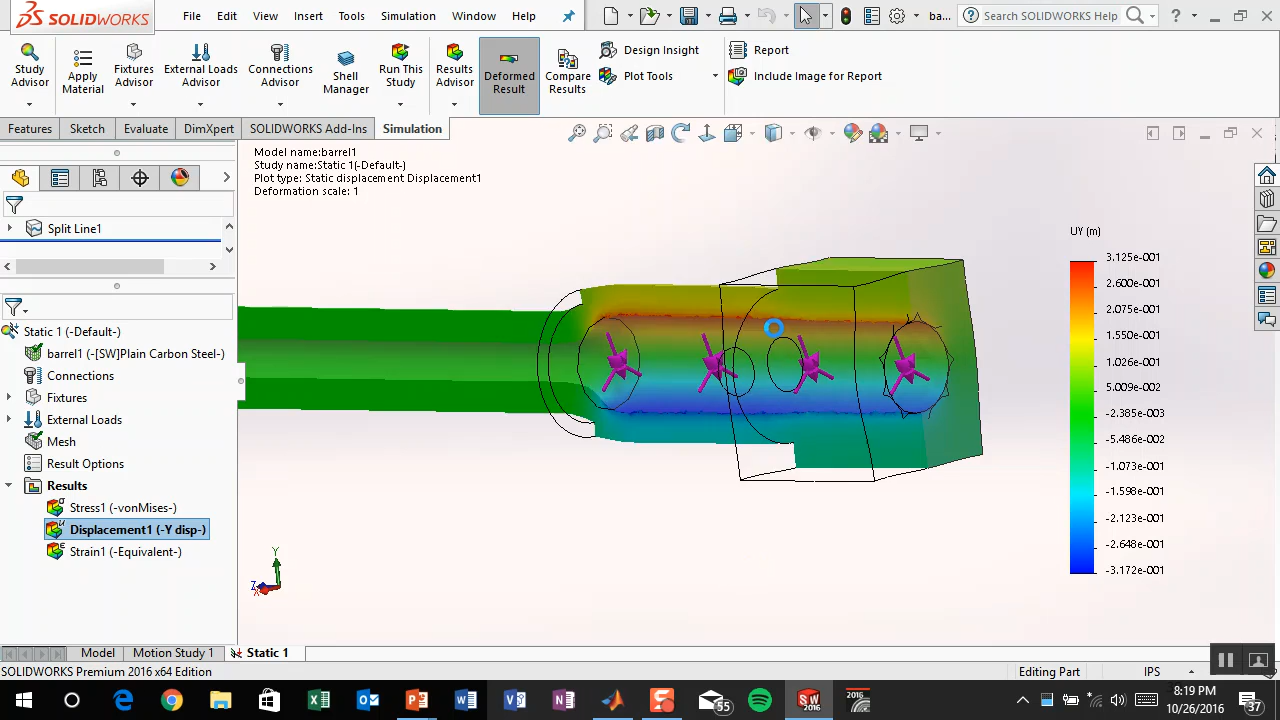 SOLIDWORKS
File Edit View Insert Tools Simulation Window Help
ba...
Search SOLIDWORKS Help
?
Study Advisor
Apply Material
Fixtures Advisor
External Loads Advisor
Connections Advisor
Shell Manager
Run This Study
Results Advisor
Deformed Result
Compare Results
Design Insight
Plot Tools
Report
Include Image for Report
Features Sketch Evaluate DimXpert SOLIDWORKS Add-Ins Simulation
Model name:barrel1
Study name:Static 1(-Default-)
Plot type: Static displacement Displacement1
Deformation scale: 1
Split Line1
Static 1 (-Default-)
barrel1 (-[SW]Plain Carbon Steel-)
Connections
Fixtures
External Loads
Mesh
Result Options
Results
Stress1 (-vonMises-)
Displacement1 (-Y disp-)
Strain1 (-Equivalent-)
UY (m)
3.125e-001
2.600e-001
2.075e-001
1.550e-001
1.026e-001
5.009e-002
-2.385e-003
-5.486e-002
-1.073e-001
-1.598e-001
-2.123e-001
-2.648e-001
-3.172e-001
Y
Z
X
Model Motion Study 1 Static 1
SOLIDWORKS Premium 2016 x64 Edition
Editing Part
IPS
55
SW
2016
2016
8:19 PM
10/26/2016
37